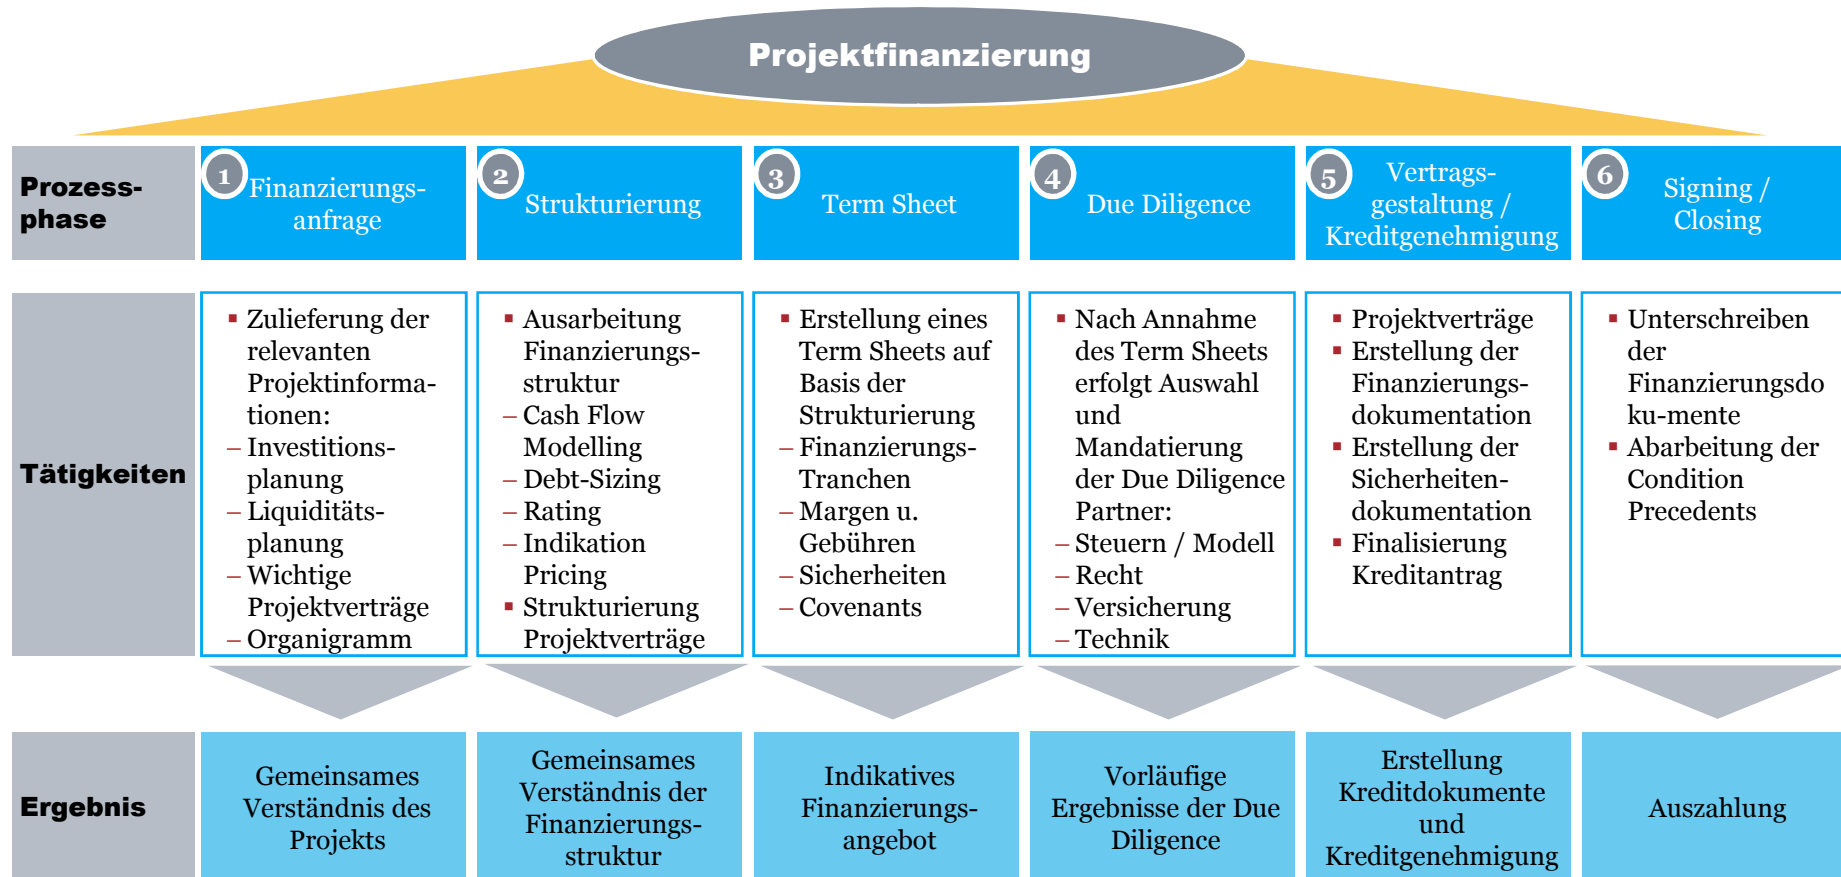 Projektfinanzierung
Prozess-
phase
1
Finanzierungs-
anfrage
2
Strukturierung
3
Term Sheet
4
Due Diligence
5
Vertrags-
gestaltung /
Kreditgenehmigung
6
Signing /
Closing
Tätigkeiten
▪ Zulieferung der
relevanten
Projektinforma-
tionen:
– Investitions-
planung
– Liquiditäts-
planung
– Wichtige
Projektverträge
– Organigramm
▪ Ausarbeitung
Finanzierungs-
struktur
– Cash Flow
Modelling
– Debt-Sizing
– Rating
– Indikation
Pricing
▪ Strukturierung
Projektverträge
▪ Erstellung eines
Term Sheets auf
Basis der
Strukturierung
– Finanzierungs-
Tranchen
– Margen u.
Gebühren
– Sicherheiten
– Covenants
▪ Nach Annahme
des Term Sheets
erfolgt Auswahl
und
Mandatierung
der Due Diligence
Partner:
– Steuern / Modell
– Recht
– Versicherung
– Technik
▪ Projektverträge
▪ Erstellung der
Finanzierungs-
dokumentation
▪ Erstellung der
Sicherheiten-
dokumentation
▪ Finalisierung
Kreditantrag
▪ Unterschreiben
der
Finanzierungsdo
ku-mente
▪ Abarbeitung der
Condition
Precedents
Ergebnis
Gemeinsames
Verständnis des
Projekts
Gemeinsames
Verständnis der
Finanzierungs-
struktur
Indikatives
Finanzierungs-
angebot
Vorläufige
Ergebnisse der Due
Diligence
Erstellung
Kreditdokumente
und
Kreditgenehmigung
Auszahlung